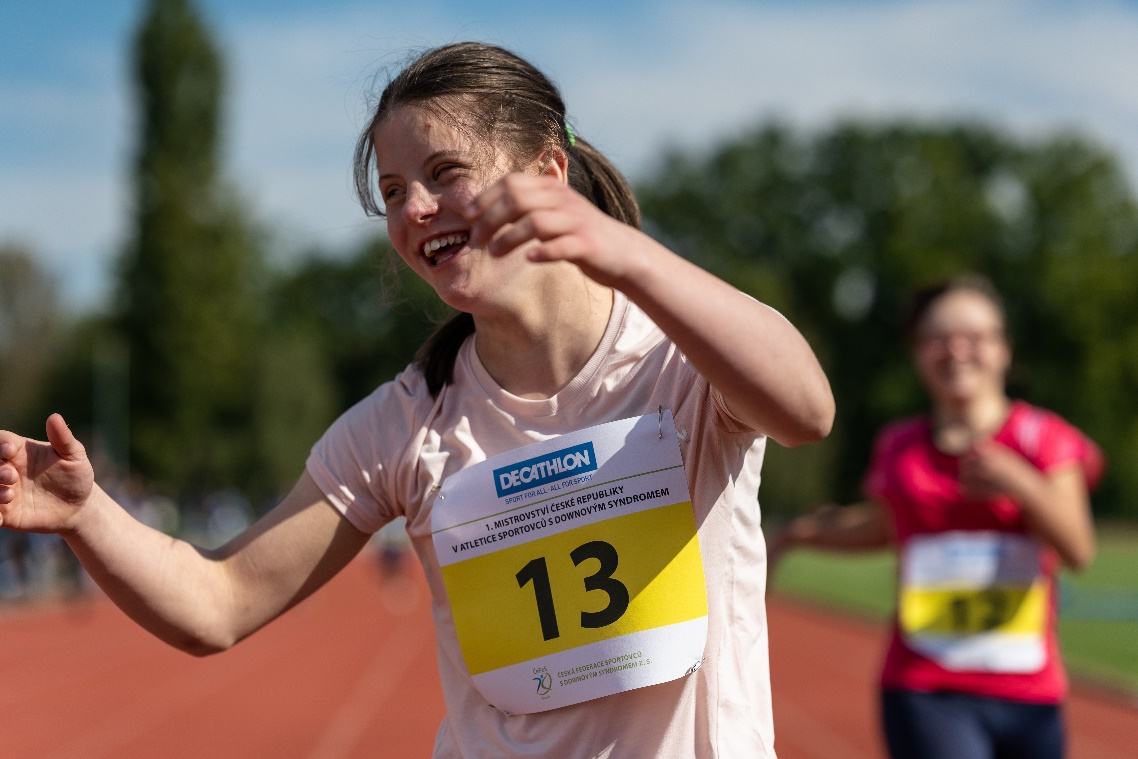 DECATHLON
SPORT FOR ALL - ALL FOR SPORT
1. MISTROVSTVÍ ČESKÉ REPUBLIKY
V ATLETICE SPORTOVCŮ S DOWNOVÝM SYNDROMEM
13
ČESKÁ FEDERACE SPORTOVCŮ
S DOWNOVÝM SYNDROMEM Z. S.